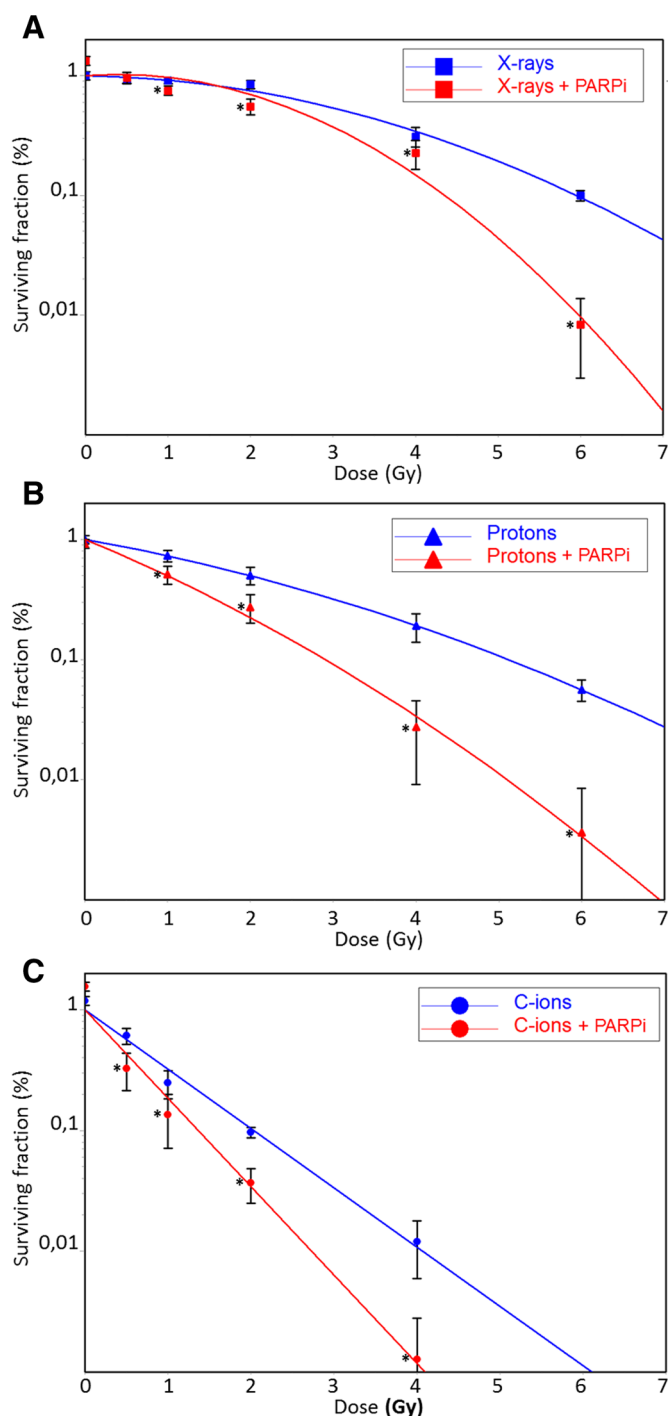 A
X-rays
X-rays + PARPi
Surviving fraction (%)
1
0,1
0,01
*
*
*
*
0 1 2 3 4 5 6 7
Dose (Gy)
B
Protons
Protons + PARPi
Surviving fraction (%)
1
0,1
0,01
*
*
*
*
0 1 2 3 4 5 6 7
Dose (Gy)
C
C-ions
C-ions + PARPi
Surviving fraction (%)
1
0,1
0,01
*
*
*
*
0 1 2 3 4 5 6 7
Dose (Gy)